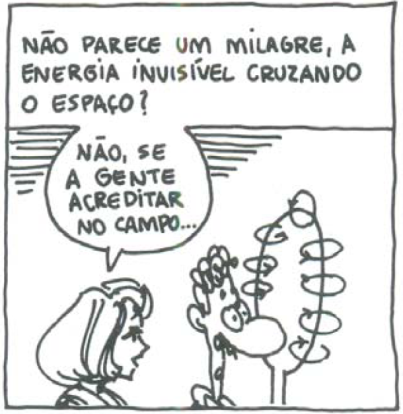 NÃO PARECE UM MILAGRE, A
ENERGIA INVISÍVEL CRUZANDO
O ESPAÇO?
NÃO, SE
A GENTE
ACREDITAR
NO CAMPO...